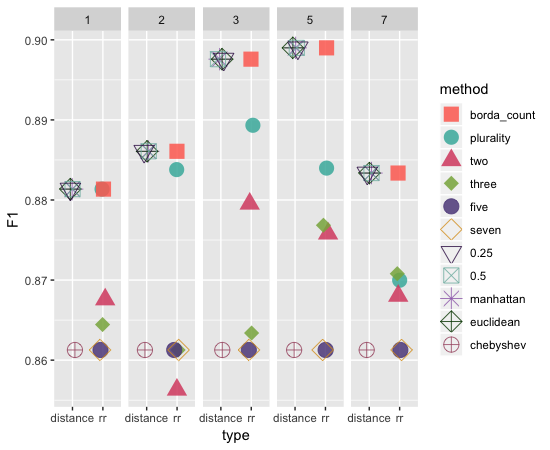 1 2 3 5 7
0.90
0.89
0.88
0.87
0.86
F1
distance rr distance rr distance rr distance rr distance rr
type
method
borda_count
plurality
two
three
five
seven
0.25
0.5
manhattan
euclidean
chebyshev